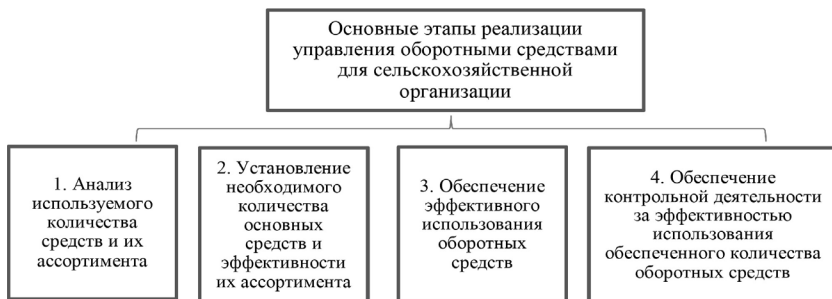 Основные этапы реализации
управления оборотными средствами
для сельскохозяйственной
организации
1. Анализ
используемого
количества
средств и их
ассортимента
2. Установление
необходимого
количества
основных
средств и
эффективности
их ассортимента
3. Обеспечение
эффективного
использования
оборотных
средств
4. Обеспечение
контрольной деятельности
за эффективностью
использования
обеспеченного количества
оборотных средств